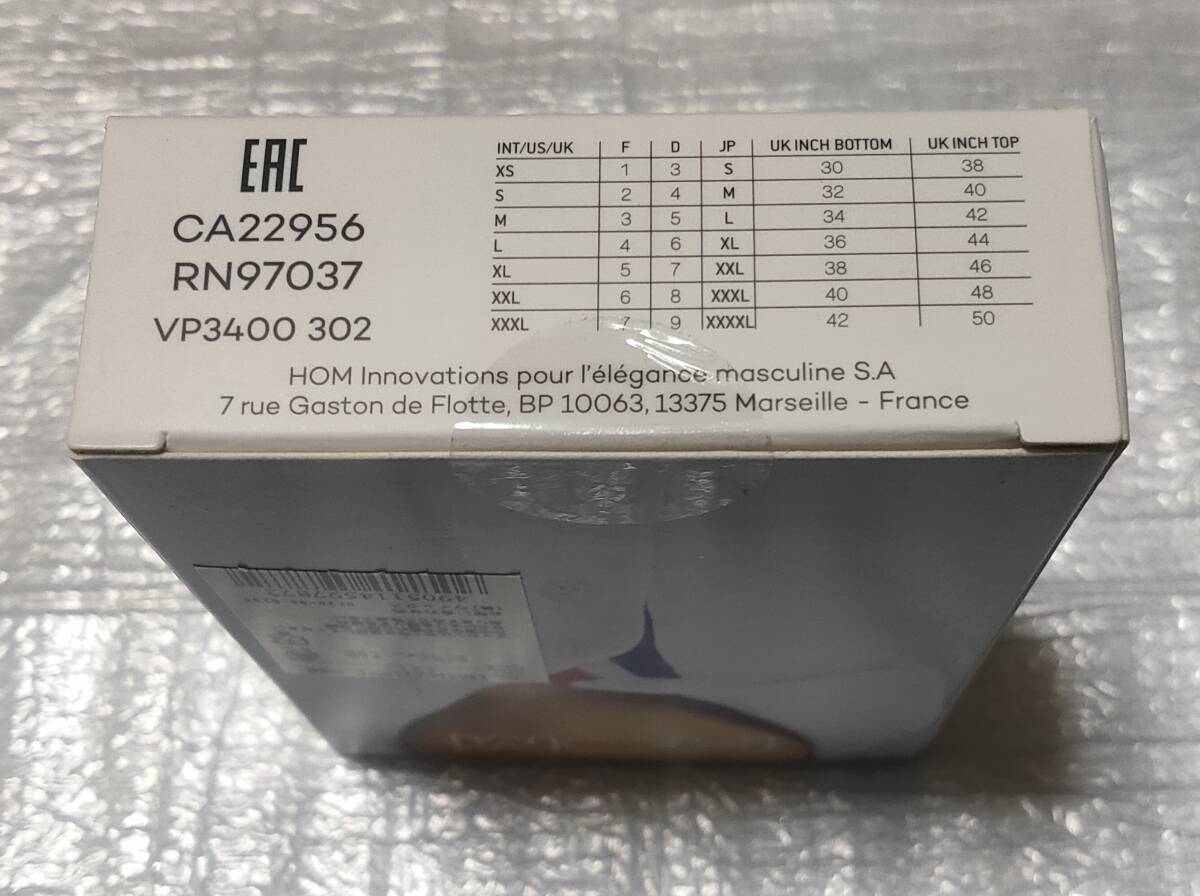 EAC
CA22956
RN97037
VP3400 302
INT/US/UK F D JP UK INCH BOTTOM UK INCH TOP
XS 1 3 S 30 38
S 2 4 M 32 40
M 3 5 L 34 42
L 4 6 XL 36 44
XL 5 7 XXL 38 46
XXL 6 8 XXXL 40 48
XXXL 7 9 XXXXL 42 50
HOM Innovations pour l'élégance masculine S.A
7 rue Gaston de Flotte, BP 10063, 13375 Marseille - France